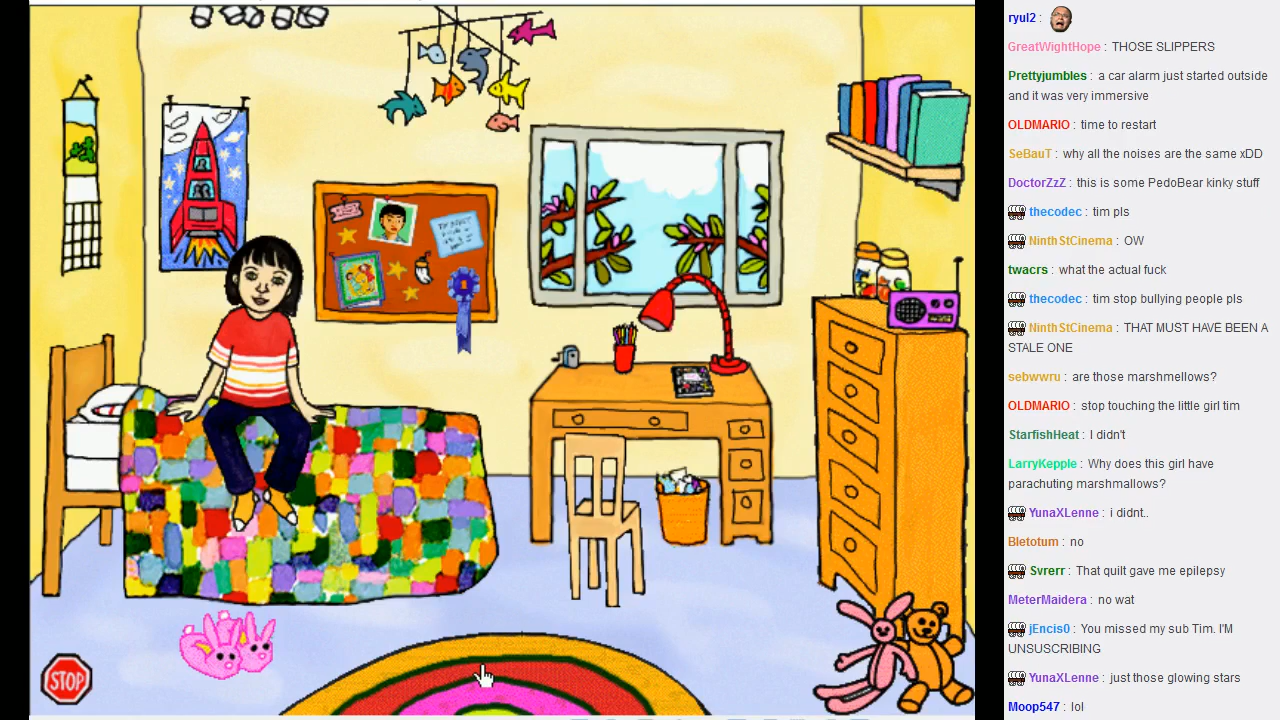 ryul2 :
GreatWightHope : THOSE SLIPPERS
Prettyjumbles : a car alarm just started outside
and it was very immersive
OLDMARIO : time to restart
SeBauT : why all the noises are the same xDD
DoctorZzZ : this is some PedoBear kinky stuff
thecodec : tim pls
NinthStCinema : OW
twacrs : what the actual fuck
thecodec : tim stop bullying people pls
NinthStCinema : THAT MUST HAVE BEEN A
STALE ONE
sebwwru : are those marshmellows?
OLDMARIO : stop touching the little girl tim
StarfishHeat : I didn't
LarryKepple : Why does this girl have
parachuting marshmallows?
YunaXLenne : i didnt..
Bletotum : no
Svrerr : That quilt gave me epilepsy
MeterMaidera : no wat
jEncis0 : You missed my sub Tim. I'M
UNSUSCRIBING
YunaXLenne : just those glowing stars
Moop547 : lol
STOP
1